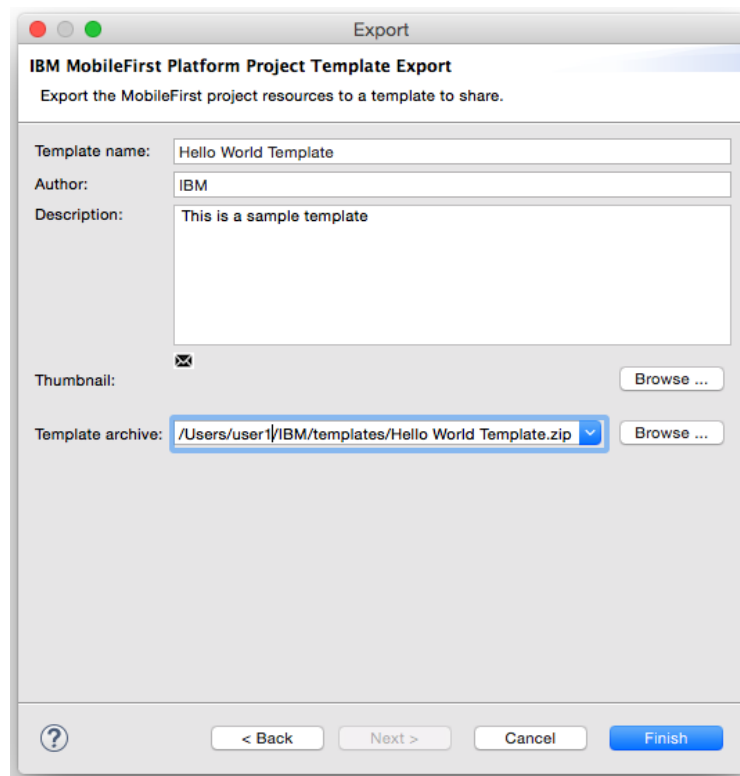 Export
IBM MobileFirst Platform Project Template Export
Export the MobileFirst project resources to a template to share.
Template name: Hello World Template
Author: IBM
Description: This is a sample template
Thumbnail: Browse ...
Template archive: /Users/user1/IBM/templates/Hello World Template.zip Browse ...
? < Back Next > Cancel Finish